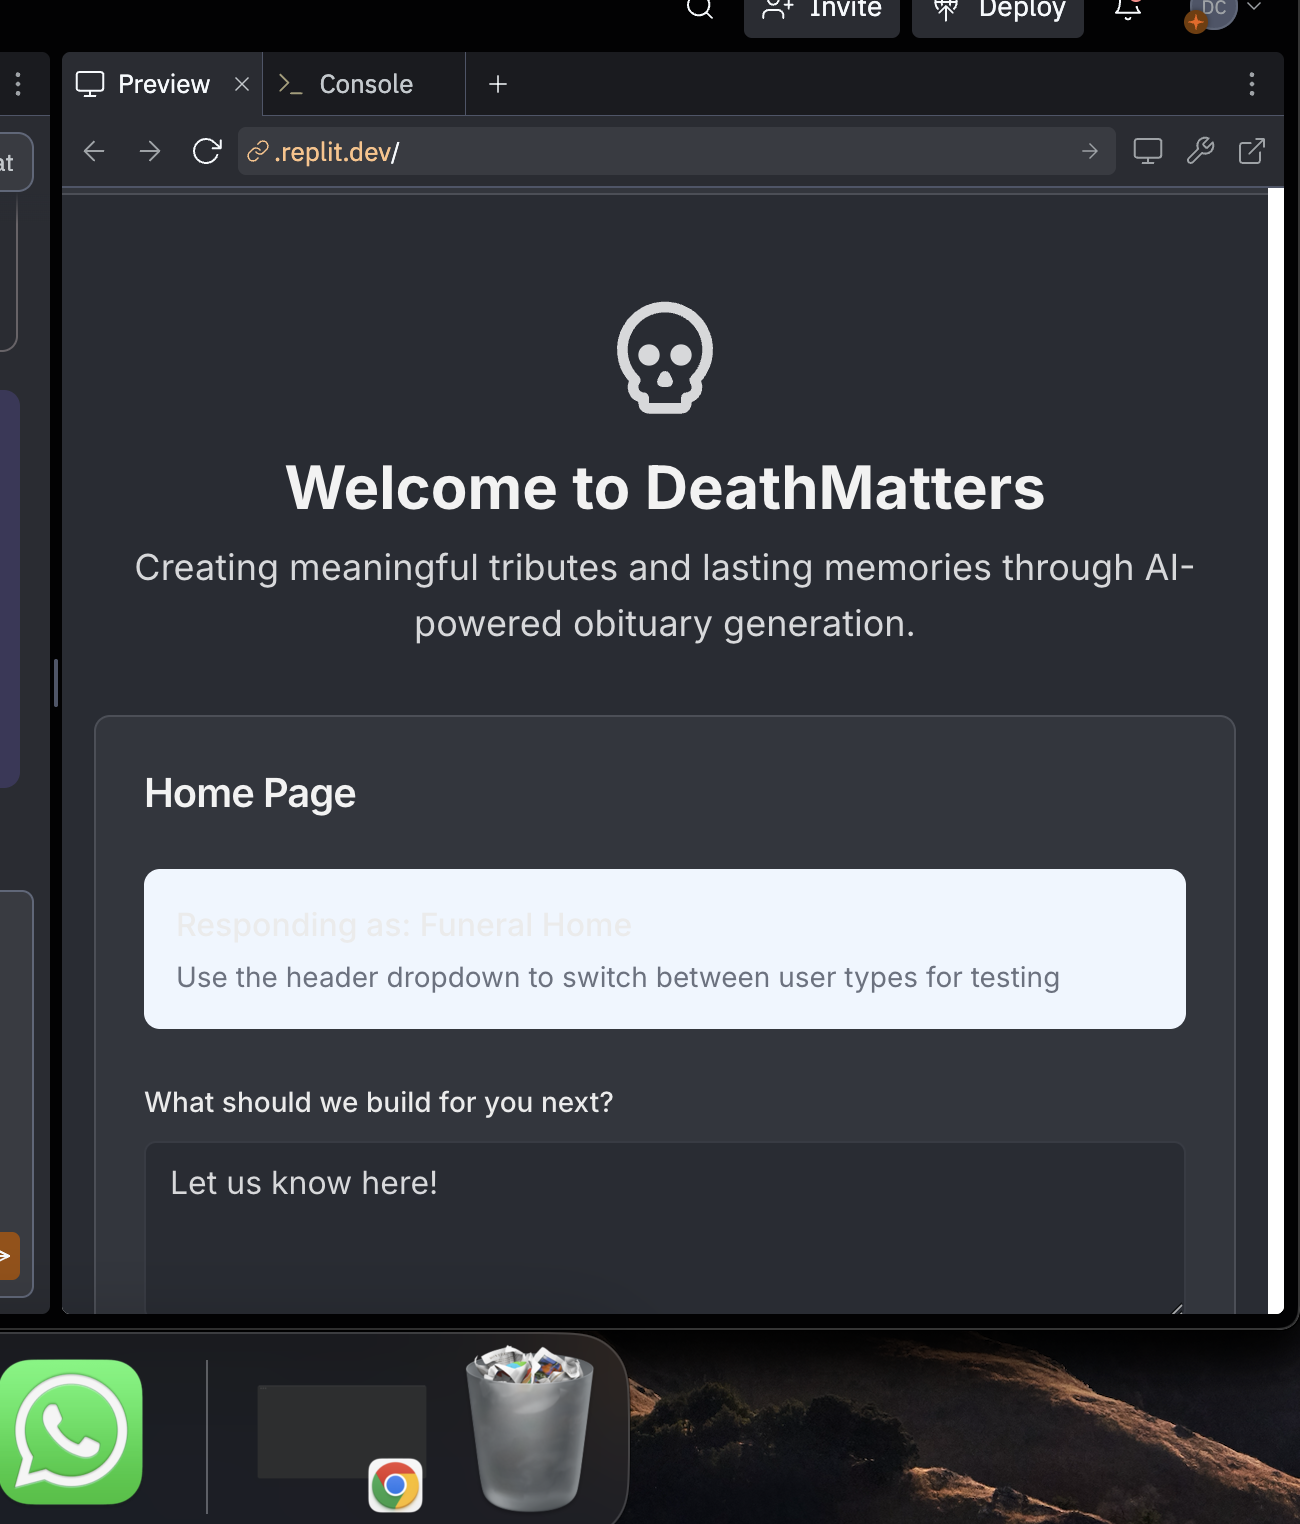 Invite
Deploy
DC
Preview
Console
at
.replit.dev/
Welcome to DeathMatters
Creating meaningful tributes and lasting memories through AI-
powered obituary generation.
Home Page
Responding as: Funeral Home
Use the header dropdown to switch between user types for testing
What should we build for you next?
Let us know here!